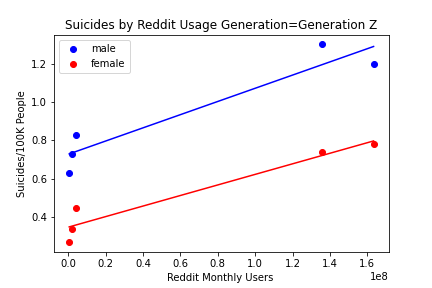 Suicides by Reddit Usage Generation=Generation Z
male
female
Suicides/100K People
1.2
1.0
0.8
0.6
0.4
0.0 0.2 0.4 0.6 0.8 1.0 1.2 1.4 1.6
1e8
Reddit Monthly Users